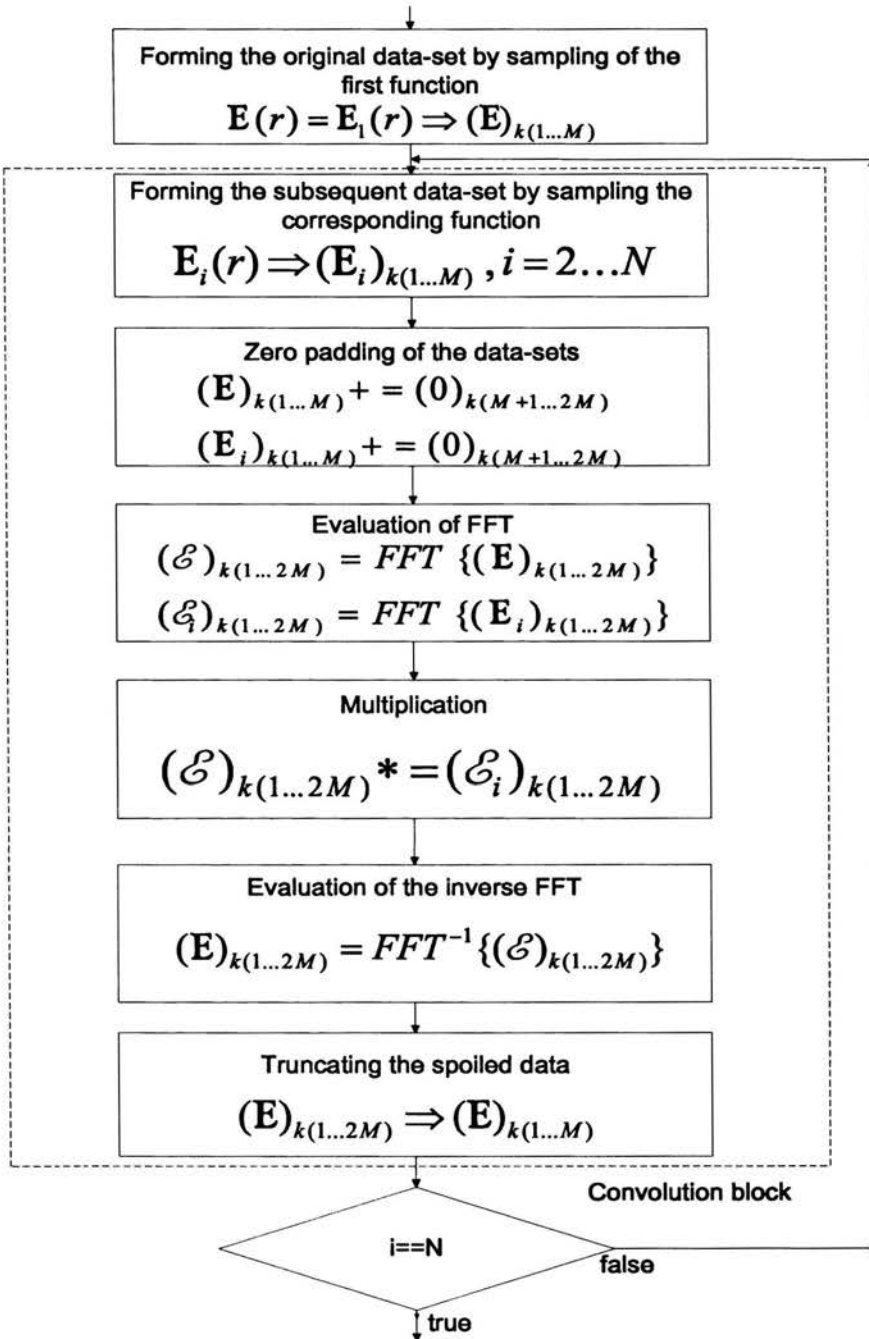 Forming the original data-set by sampling of the
first function
E(r) = E₁(r) ⇒ (E)ₖ₍₁...M₎
Forming the subsequent data-set by sampling the
corresponding function
Eᵢ(r) ⇒ (Eᵢ)ₖ₍₁...M₎ , i = 2...N
Zero padding of the data-sets
(E)ₖ₍₁...M₎ + = (0)ₖ₍M₊₁...₂M₎
(Eᵢ)ₖ₍₁...M₎ + = (0)ₖ₍M₊₁...₂M₎
Evaluation of FFT
(ℰ)ₖ₍₁...₂M₎ = FFT {(E)ₖ₍₁...₂M₎}
(ℰᵢ)ₖ₍₁...₂M₎ = FFT {(Eᵢ)ₖ₍₁...₂M₎}
Multiplication
(ℰ)ₖ₍₁...₂M₎ * = (ℰᵢ)ₖ₍₁...₂M₎
Evaluation of the inverse FFT
(E)ₖ₍₁...₂M₎ = FFT⁻¹{(ℰ)ₖ₍₁...₂M₎}
Truncating the spoiled data
(E)ₖ₍₁...₂M₎ ⇒ (E)ₖ₍₁...M₎
Convolution block
i==N
false
true